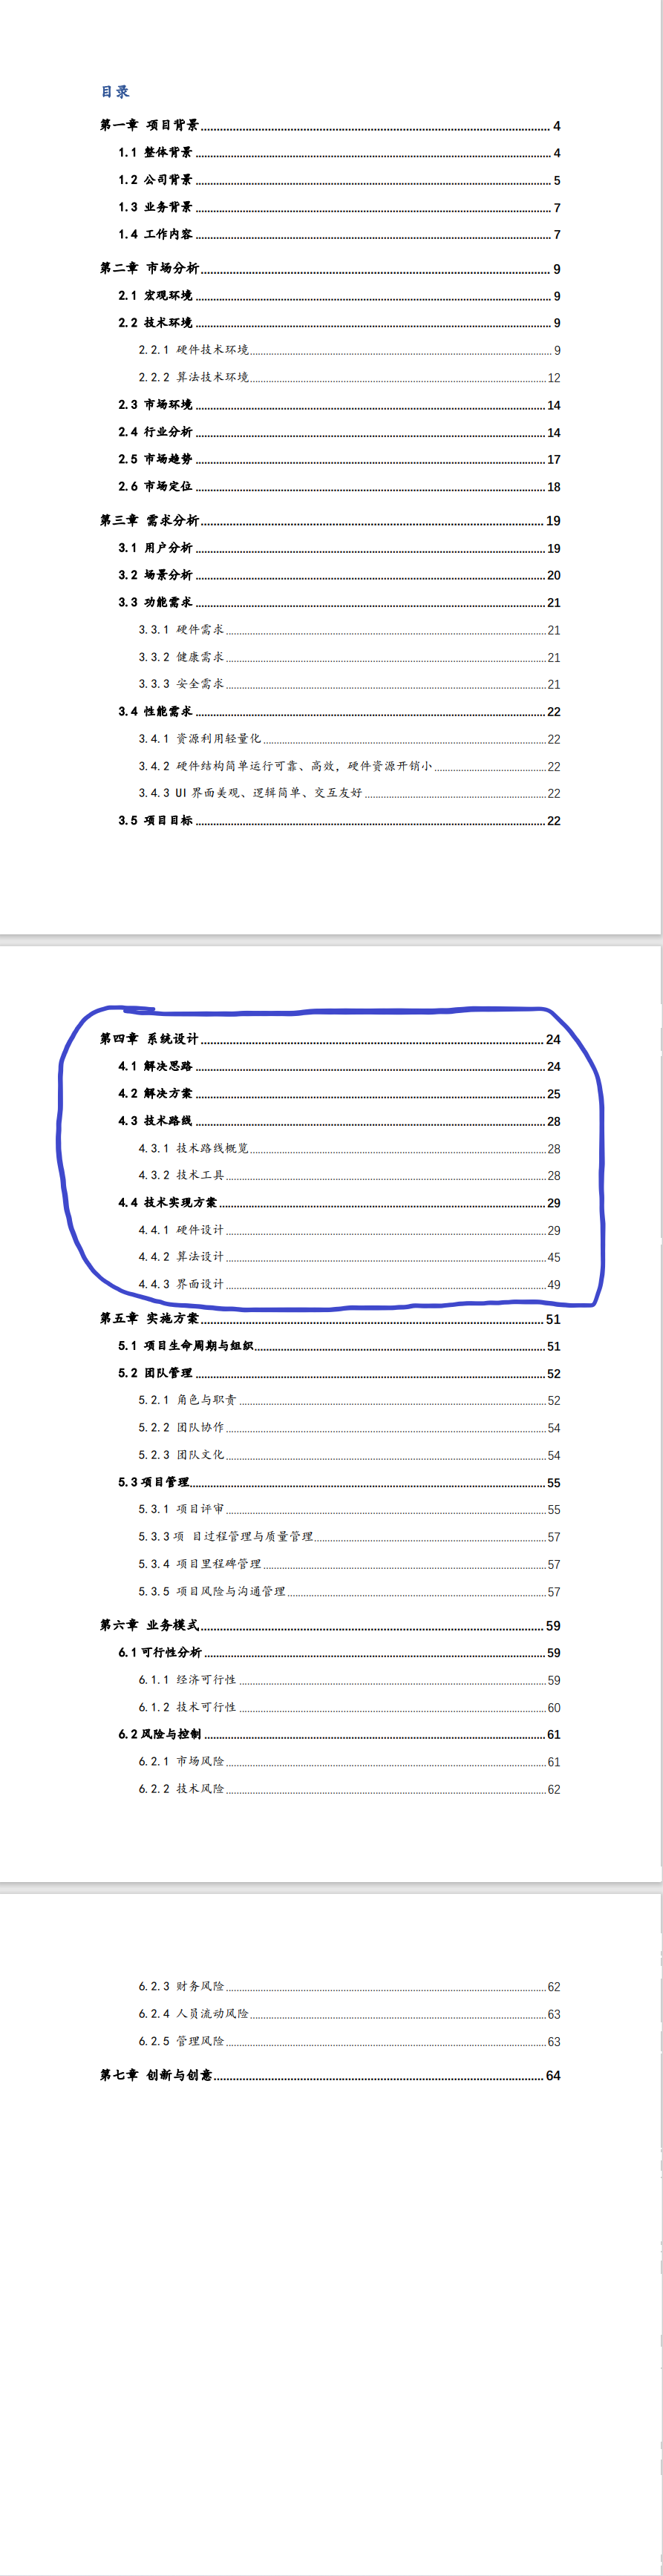 目录
第一章 项目背景 4
1.1 整体背景 4
1.2 公司背景 5
1.3 业务背景 7
1.4 工作内容 7
第二章 市场分析 9
2.1 宏观环境 9
2.2 技术环境 9
2.2.1 硬件技术环境 9
2.2.2 算法技术环境 12
2.3 市场环境 14
2.4 行业分析 14
2.5 市场趋势 17
2.6 市场定位 18
第三章 需求分析 19
3.1 用户分析 19
3.2 场景分析 20
3.3 功能需求 21
3.3.1 硬件需求 21
3.3.2 健康需求 21
3.3.3 安全需求 21
3.4 性能需求 22
3.4.1 资源利用轻量化 22
3.4.2 硬件结构简单运行可靠、高效，硬件资源开销小 22
3.4.3 UI 界面美观、逻辑简单、交互友好 22
3.5 项目目标 22
第四章 系统设计 24
4.1 解决思路 24
4.2 解决方案 25
4.3 技术路线 28
4.3.1 技术路线概览 28
4.3.2 技术工具 28
4.4 技术实现方案 29
4.4.1 硬件设计 29
4.4.2 算法设计 45
4.4.3 界面设计 49
第五章 实施方案 51
5.1 项目生命周期与组织 51
5.2 团队管理 52
5.2.1 角色与职责 52
5.2.2 团队协作 54
5.2.3 团队文化 54
5.3 项目管理 55
5.3.1 项目评审 55
5.3.3 项 目过程管理与质量管理 57
5.3.4 项目里程碑管理 57
5.3.5 项目风险与沟通管理 57
第六章 业务模式 59
6.1 可行性分析 59
6.1.1 经济可行性 59
6.1.2 技术可行性 60
6.2 风险与控制 61
6.2.1 市场风险 61
6.2.2 技术风险 62
6.2.3 财务风险 62
6.2.4 人员流动风险 63
6.2.5 管理风险 63
第七章 创新与创意 64